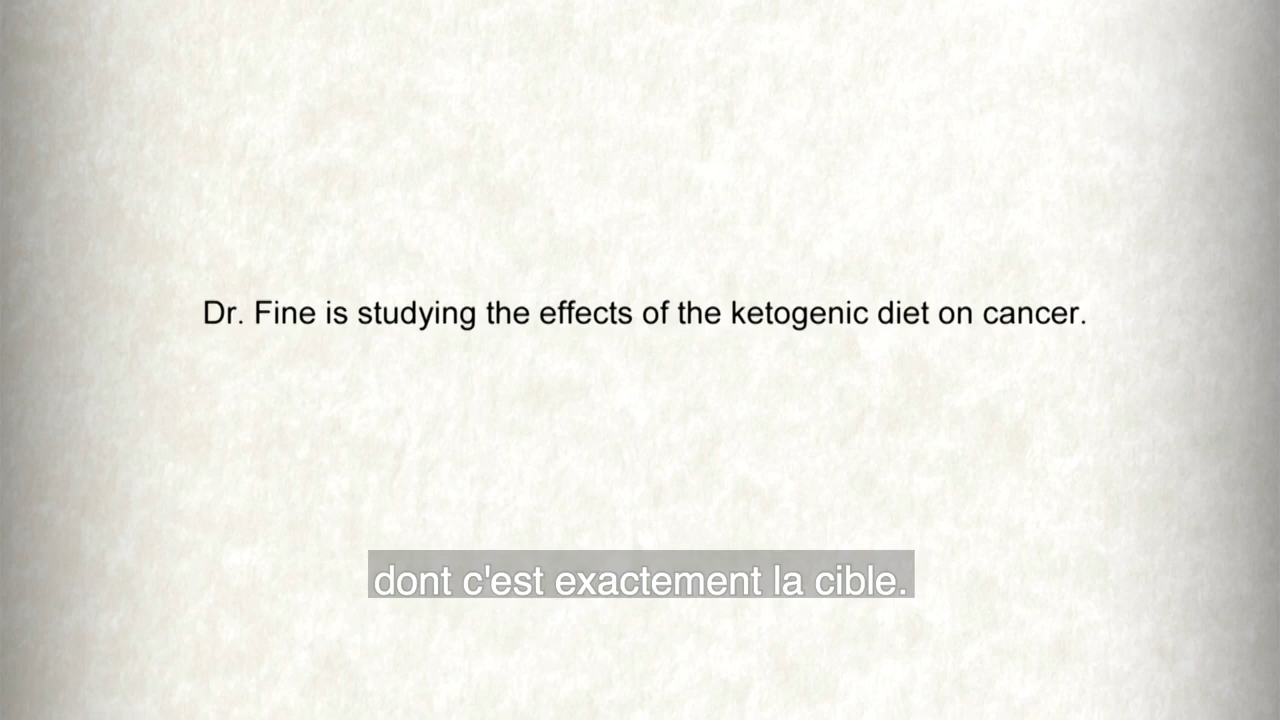 Dr. Fine is studying the effects of the ketogenic diet on cancer.
dont c'est exactement la cible.